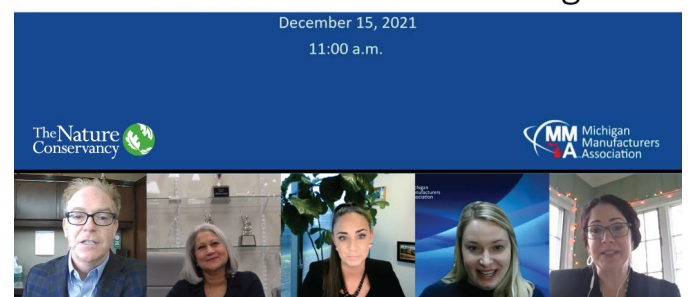 December 15, 2021
11:00 a.m.
The Nature
Conservancy
MMA
Michigan
Manufacturers
Association